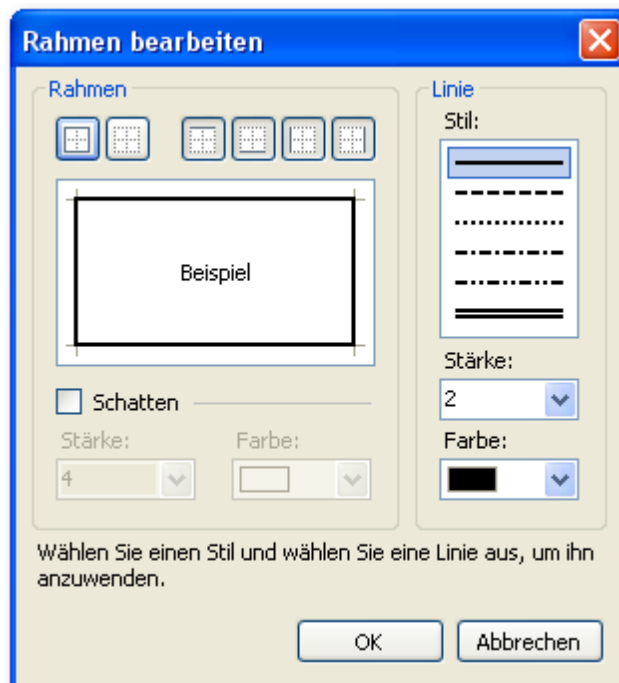 Rahmen bearbeiten
Rahmen
Beispiel
Schatten
Stärke:
Farbe:
4
Linie
Stil:
Stärke:
2
Farbe:
Wählen Sie einen Stil und wählen Sie eine Linie aus, um ihn
anzuwenden.
OK
Abbrechen